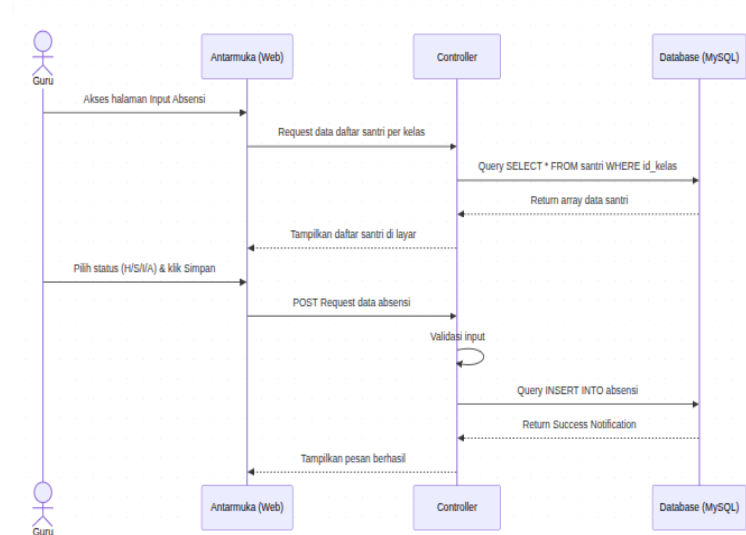 Guru
Antarmuka (Web)
Controller
Database (MySQL)
Akses halaman Input Absensi
Request data daftar santri per kelas
Query SELECT * FROM santri WHERE id_kelas
Return array data santri
Tampilkan daftar santri di layar
Pilih status (H/S/I/A) & klik Simpan
POST Request data absensi
Validasi input
Query INSERT INTO absensi
Return Success Notification
Tampilkan pesan berhasil
Guru
Antarmuka (Web)
Controller
Database (MySQL)